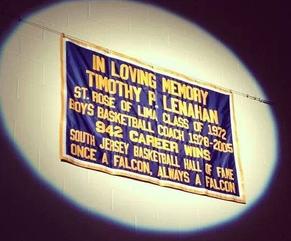 IN LOVING MEMORY
TIMOTHY P. LENAHAN
ST. ROSE OF LIMA CLASS OF 1972
BOYS BASKETBALL COACH 1978-2005
942 CAREER WINS
SOUTH JERSEY BASKETBALL HALL OF FAME
ONCE A FALCON, ALWAYS A FALCON